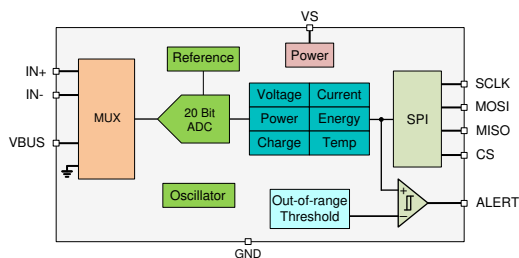 VS
Reference
Power
IN+
IN-
VBUS
MUX
20 Bit
ADC
Voltage
Current
Power
Energy
Charge
Temp
SPI
SCLK
MOSI
MISO
CS
Oscillator
Out-of-range
Threshold
+
−
ALERT
GND